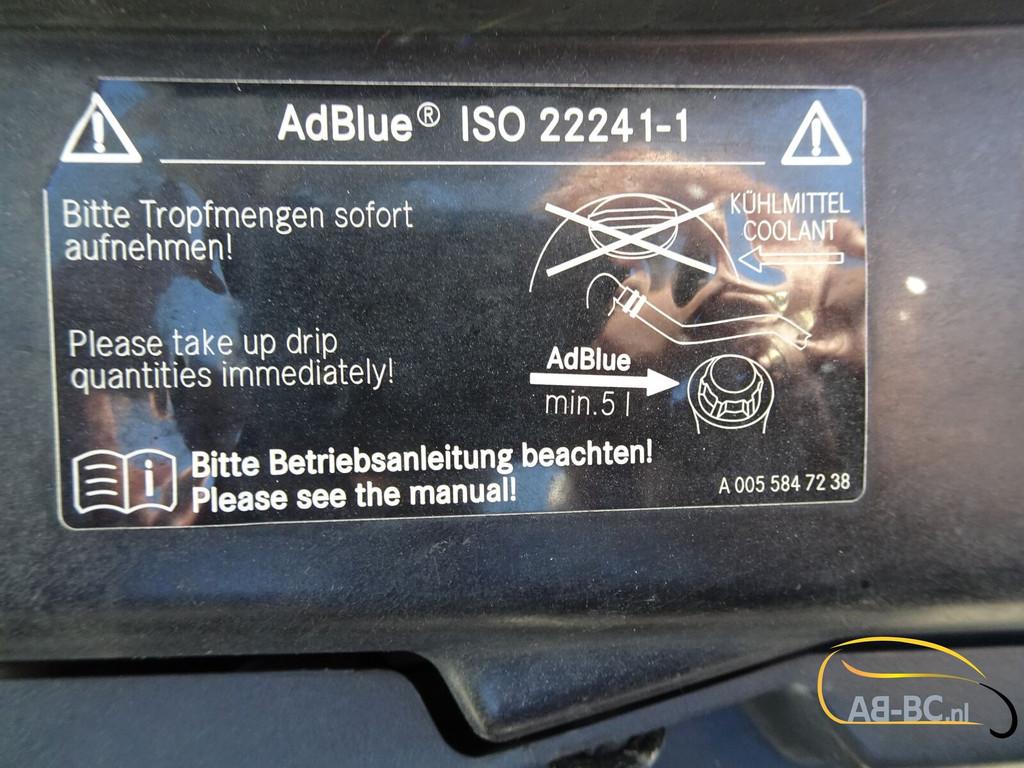 AdBlue® ISO 22241-1
Bitte Tropfmengen sofort
aufnehmen!
KÜHLMITTEL
COOLANT
Please take up drip
quantities immediately!
AdBlue
min.5 l
Bitte Betriebsanleitung beachten!
Please see the manual!
A 005 584 72 38
AB-BC.nl